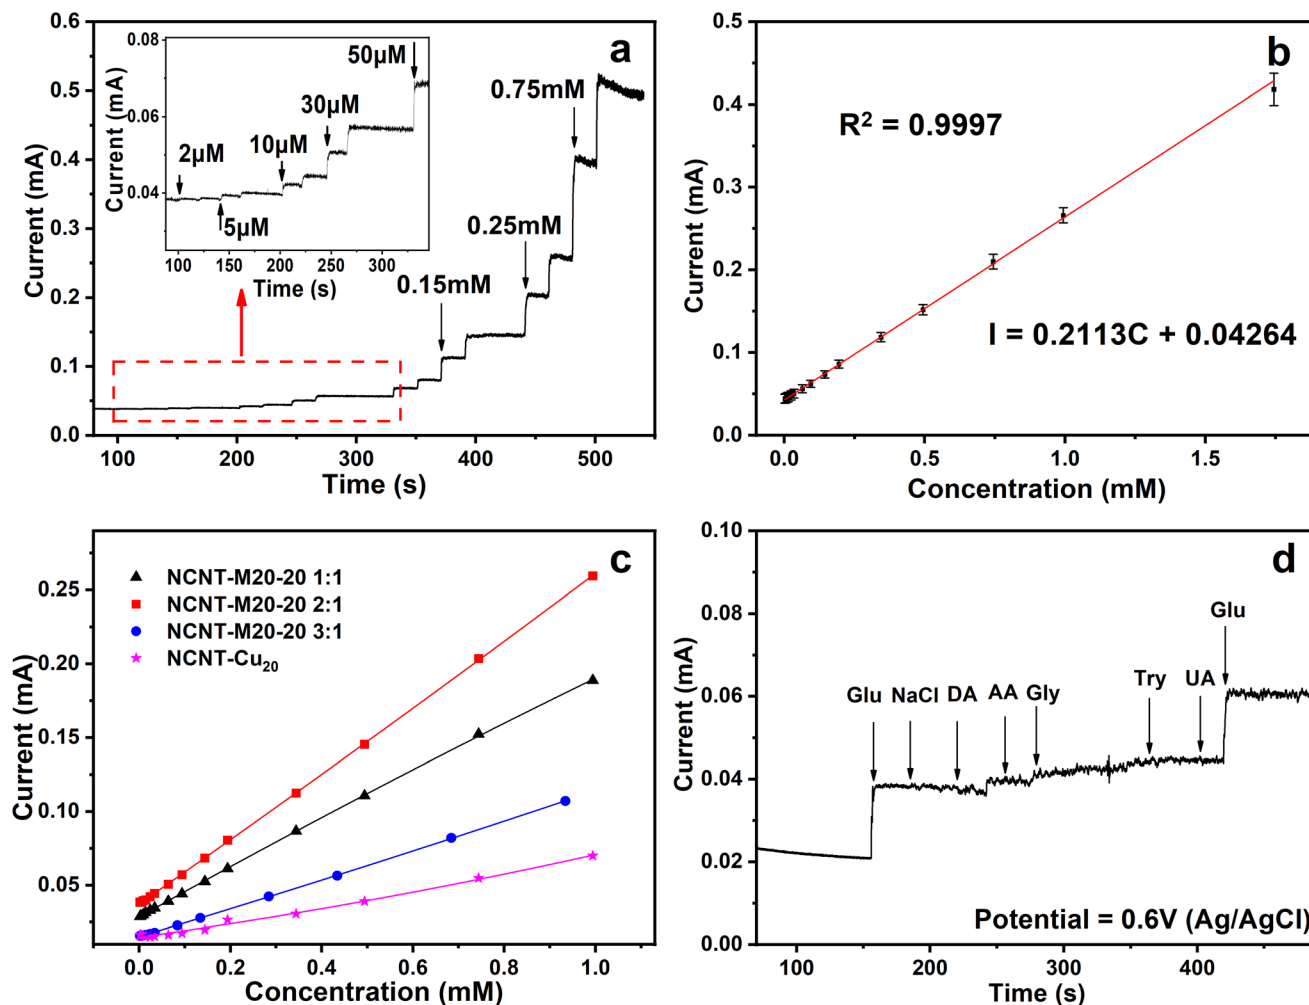 a
0.08
0.06
0.04
Current (mA)
2µM
5µM
10µM
30µM
50µM
100
150
200
250
300
Time (s)
0.15mM
0.25mM
0.75mM
0.6
0.5
0.4
0.3
0.2
0.1
0.0
Current (mA)
100
200
300
400
500
Time (s)
b
R² = 0.9997
I = 0.2113C + 0.04264
0.5
0.4
0.3
0.2
0.1
0.0
Current (mA)
0.0
0.5
1.0
1.5
Concentration (mM)
c
NCNT-M20-20 1:1
NCNT-M20-20 2:1
NCNT-M20-20 3:1
NCNT-Cu₂₀
0.25
0.20
0.15
0.10
0.05
Current (mA)
0.0
0.2
0.4
0.6
0.8
1.0
Concentration (mM)
d
Glu
NaCl
DA
AA
Gly
Try
UA
Glu
Potential = 0.6V (Ag/AgCl)
0.10
0.08
0.06
0.04
0.02
0.00
Current (mA)
100
200
300
400
Time (s)